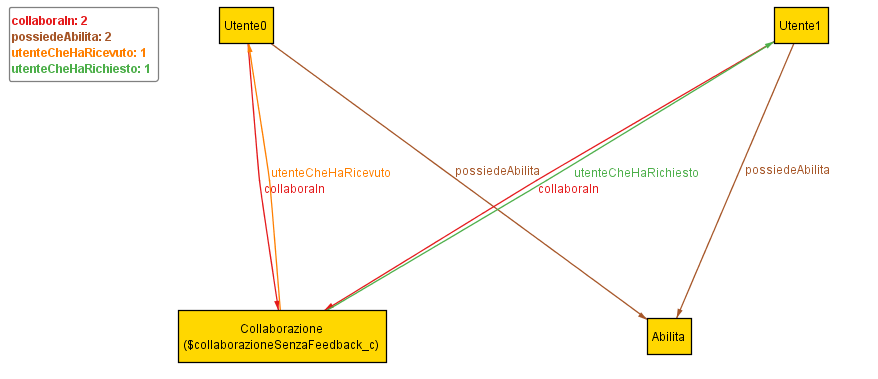 collaboraIn: 2
possiedeAbilita: 2
utenteCheHaRicevuto: 1
utenteCheHaRichiesto: 1
Utente0
Utente1
utenteCheHaRicevuto
possiedeAbilita
utenteCheHaRichiesto
possiedeAbilita
collaboraIn
collaboraIn
Collaborazione
($collaborazioneSenzaFeedback_c)
Abilita